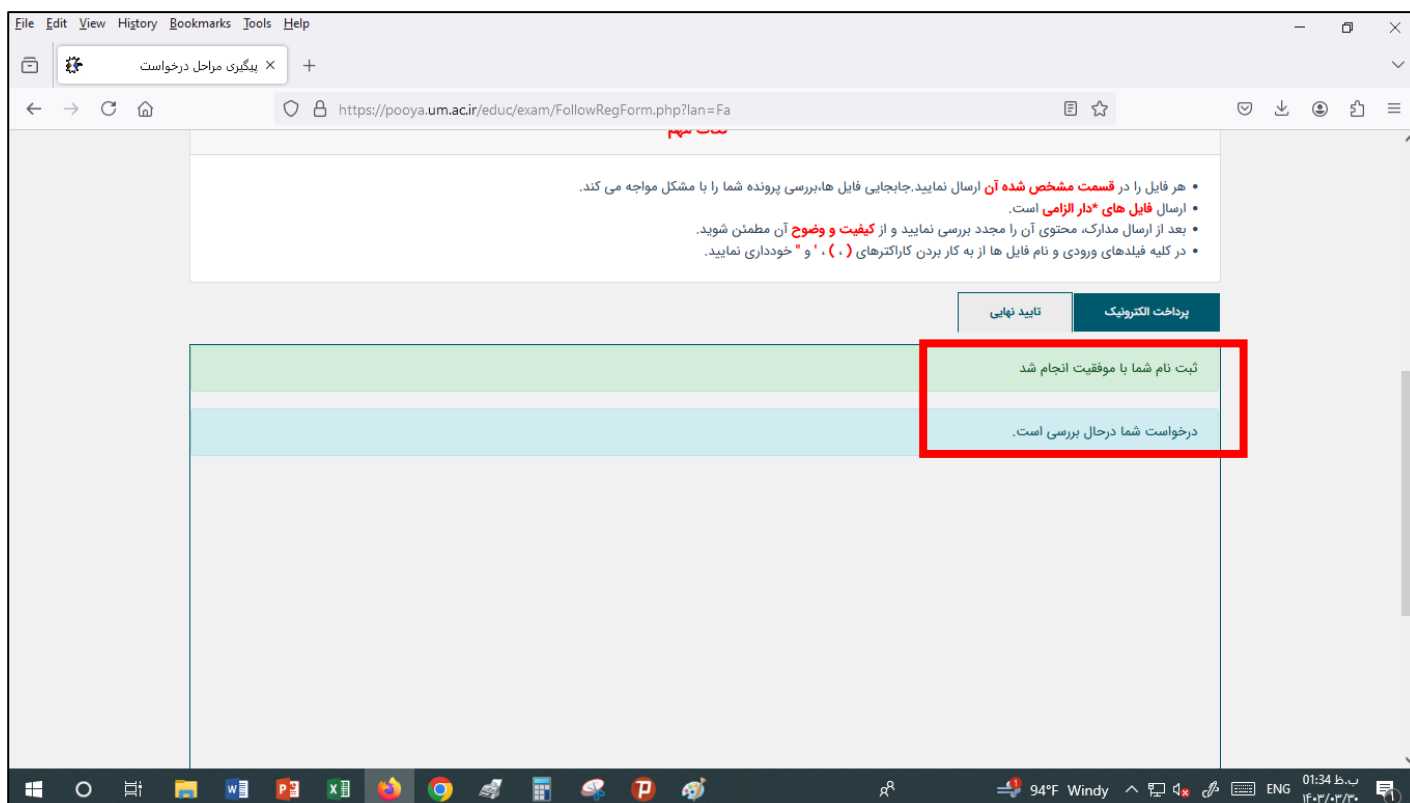 File Edit View History Bookmarks Tools Help
پیگیری مراحل درخواست
https://pooya.um.ac.ir/educ/exam/FollowRegForm.php?lan=Fa
نکات مهم
هر فایل را در قسمت مشخص شده آن ارسال نمایید.جابجایی فایل ها،بررسی پرونده شما را با مشکل مواجه می کند.
ارسال فایل های *دار الزامی است.
بعد از ارسال مدارک، محتوی آن را مجدد بررسی نمایید و از کیفیت و وضوح آن مطمئن شوید.
در کلیه فیلدهای ورودی و نام فایل ها از به کار بردن کاراکترهای ( ، ) ، ' و " خودداری نمایید.
پرداخت الکترونیک
تایید نهایی
ثبت نام شما با موفقیت انجام شد
درخواست شما درحال بررسی است.
94°F Windy
ENG
01:34 ب.ظ
۱۴۰۳/۰۳/۳۰